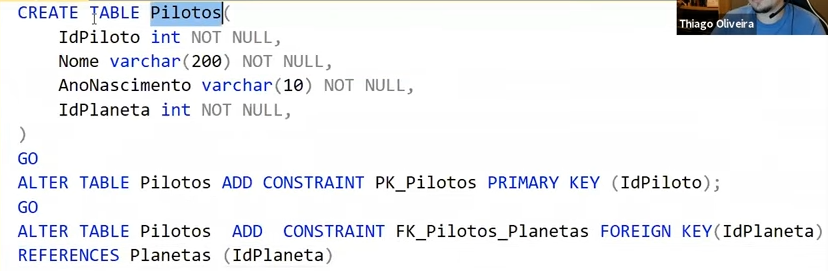 CREATE TABLE Pilotos(
IdPiloto int NOT NULL,
Nome varchar(200) NOT NULL,
AnoNascimento varchar(10) NOT NULL,
IdPlaneta int NOT NULL,
)
GO
ALTER TABLE Pilotos ADD CONSTRAINT PK_Pilotos PRIMARY KEY (IdPiloto);
GO
ALTER TABLE Pilotos  ADD  CONSTRAINT FK_Pilotos_Planetas FOREIGN KEY(IdPlaneta)
REFERENCES Planetas (IdPlaneta)
Thiago Oliveira